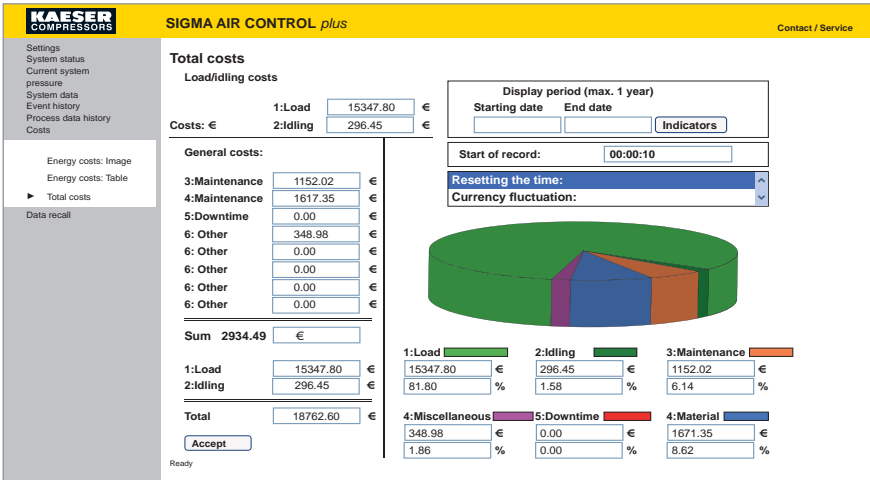 KAESER
COMPRESSORS
SIGMA AIR CONTROL plus
Contact / Service
Settings
System status
Current system
pressure
System data
Event history
Process data history
Costs
Energy costs: Image
Energy costs: Table
► Total costs
Data recall
Total costs
Load/idling costs
1:Load 15347.80 €
Costs: € 2:Idling 296.45 €
Display period (max. 1 year)
Starting date End date
Indicators
Start of record: 00:00:10
Resetting the time:
Currency fluctuation:
General costs:
3:Maintenance 1152.02 €
4:Maintenance 1617.35 €
5:Downtime 0.00 €
6: Other 348.98 €
6: Other 0.00 €
6: Other 0.00 €
6: Other 0.00 €
6: Other 0.00 €
Sum 2934.49 €
1:Load 15347.80 €
2:Idling 296.45 €
Total 18762.60 €
Accept
Ready
1:Load 2:Idling 3:Maintenance
15347.80 € 296.45 € 1152.02 €
81.80 % 1.58 % 6.14 %
4:Miscellaneous 5:Downtime 4:Material
348.98 € 0.00 € 1671.35 €
1.86 % 0.00 % 8.62 %